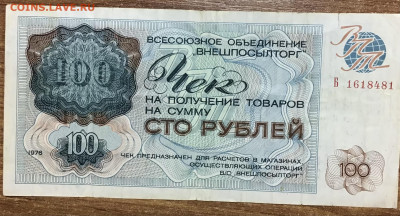 COINS.LAVE.RU
ВСЕСОЮЗНОЕ ОБЪЕДИНЕНИЕ
"ВНЕШПОСЫЛТОРГ"
100
Чек
Б 1618481
НА ПОЛУЧЕНИЕ ТОВАРОВ
НА СУММУ
СТО РУБЛЕЙ
1976
100
ЧЕК ПРЕДНАЗНАЧЕН ДЛЯ РАСЧЕТОВ В МАГАЗИНАХ
ОСУЩЕСТВЛЯЮЩИХ ОПЕРАЦИИ
В/О „ВНЕШПОСЫЛТОРГ"
100